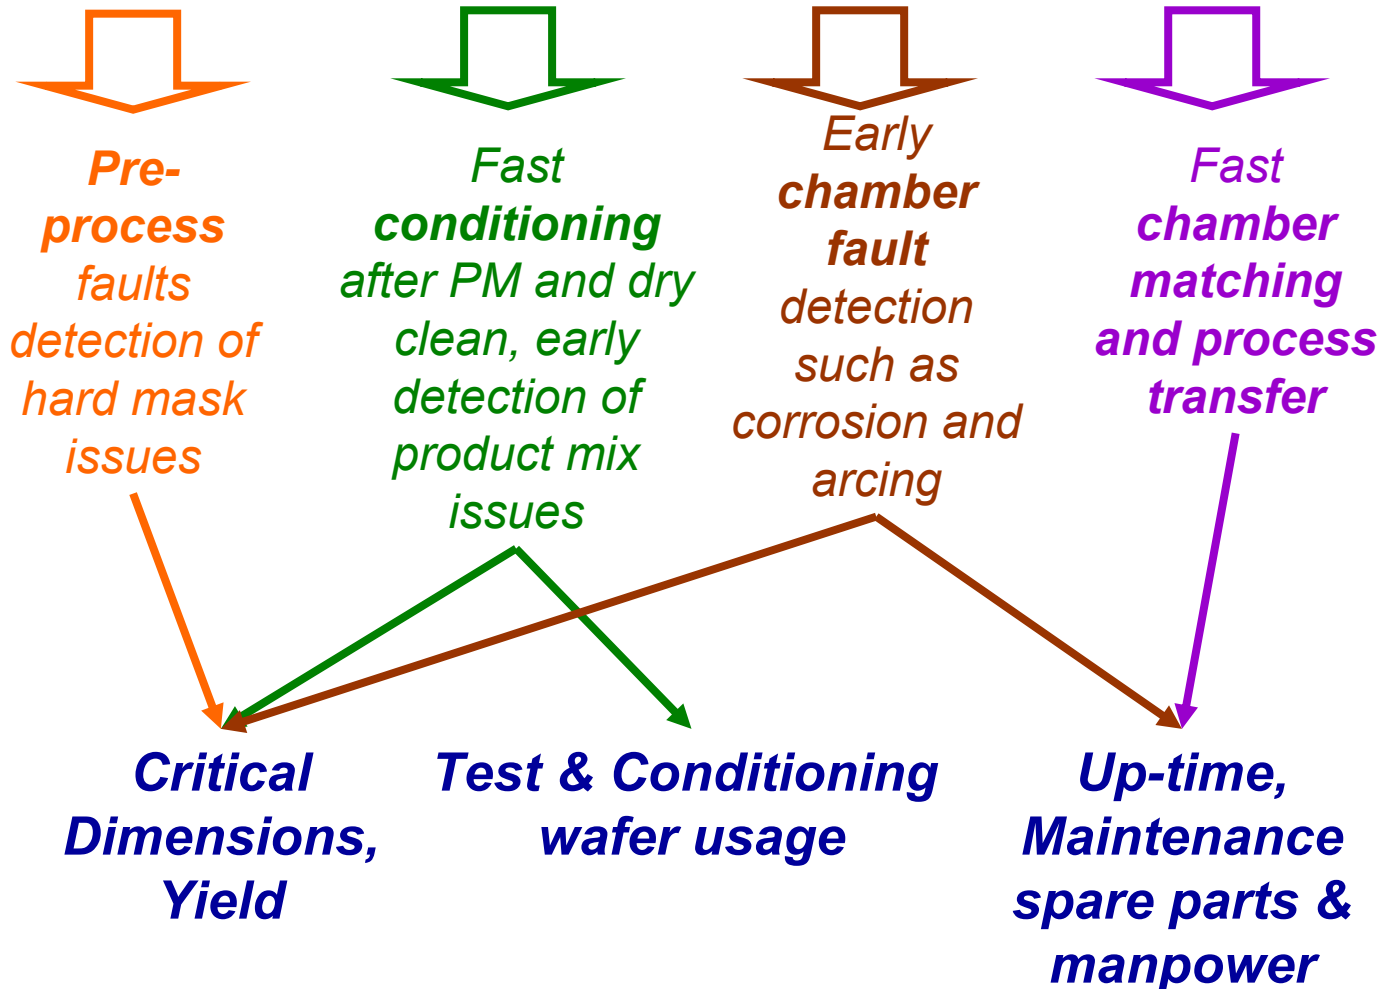 Pre-
process
faults
detection of
hard mask
issues
Fast
conditioning
after PM and dry
clean, early
detection of
product mix
issues
Early
chamber
fault
detection
such as
corrosion and
arcing
Fast
chamber
matching
and process
transfer
Critical
Dimensions,
Yield
Test & Conditioning
wafer usage
Up-time,
Maintenance
spare parts &
manpower